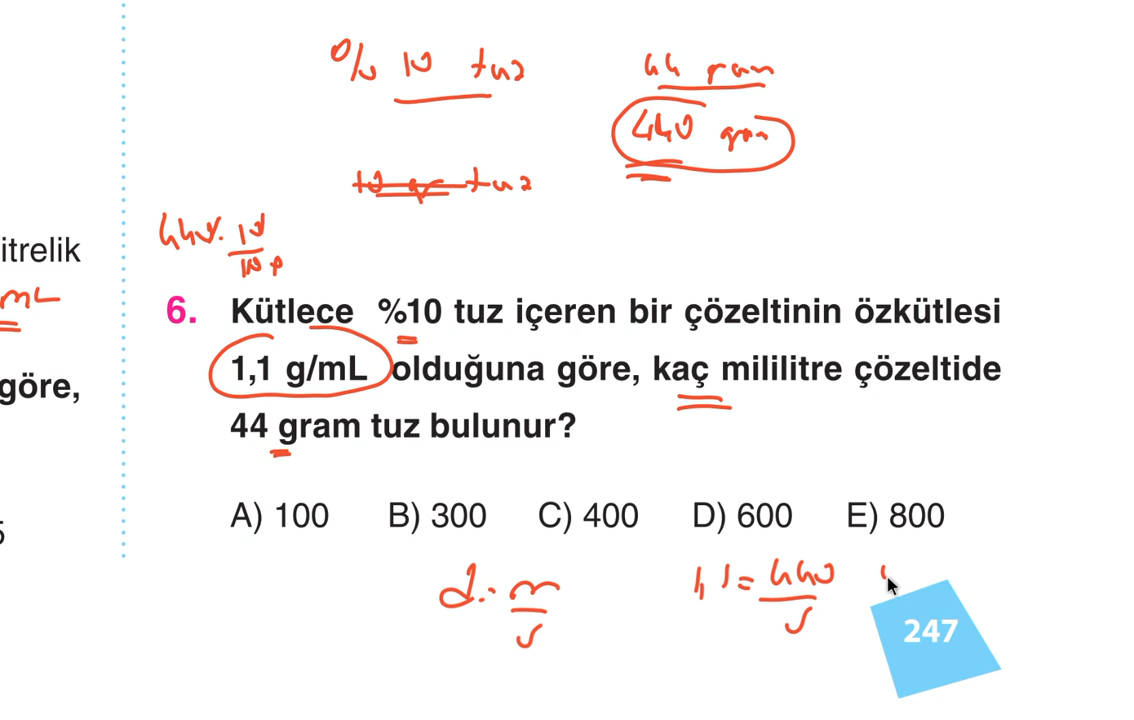 % 10 tuz
44 gram
440 gram
10 gr tuz
440. 10
100
itrelik
mL
göre,
5
6. Kütlece %10 tuz içeren bir çözeltinin özkütlesi
1,1 g/mL olduğuna göre, kaç mililitre çözeltide
44 gram tuz bulunur?
A) 100 B) 300 C) 400 D) 600 E) 800
d = m
v
1,1 = 440
v
247